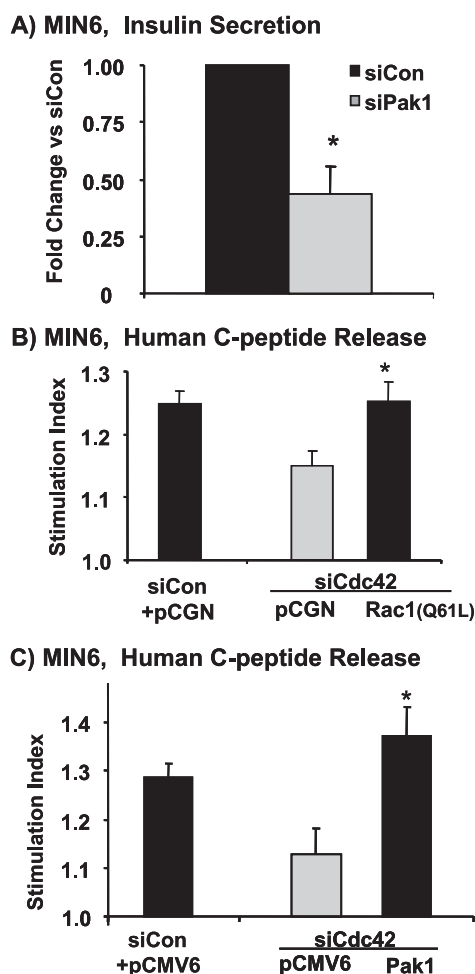 A) MIN6, Insulin Secretion
Fold Change vs siCon
1.00
0.75
0.50
0.25
0
siCon
siPak1
*
B) MIN6, Human C-peptide Release
Stimulation Index
1.3
1.2
1.1
1.0
*
siCon
+pCGN
siCdc42
pCGN Rac1(Q61L)
C) MIN6, Human C-peptide Release
Stimulation Index
1.4
1.3
1.2
1.1
1.0
*
siCon
+pCMV6
siCdc42
pCMV6 Pak1